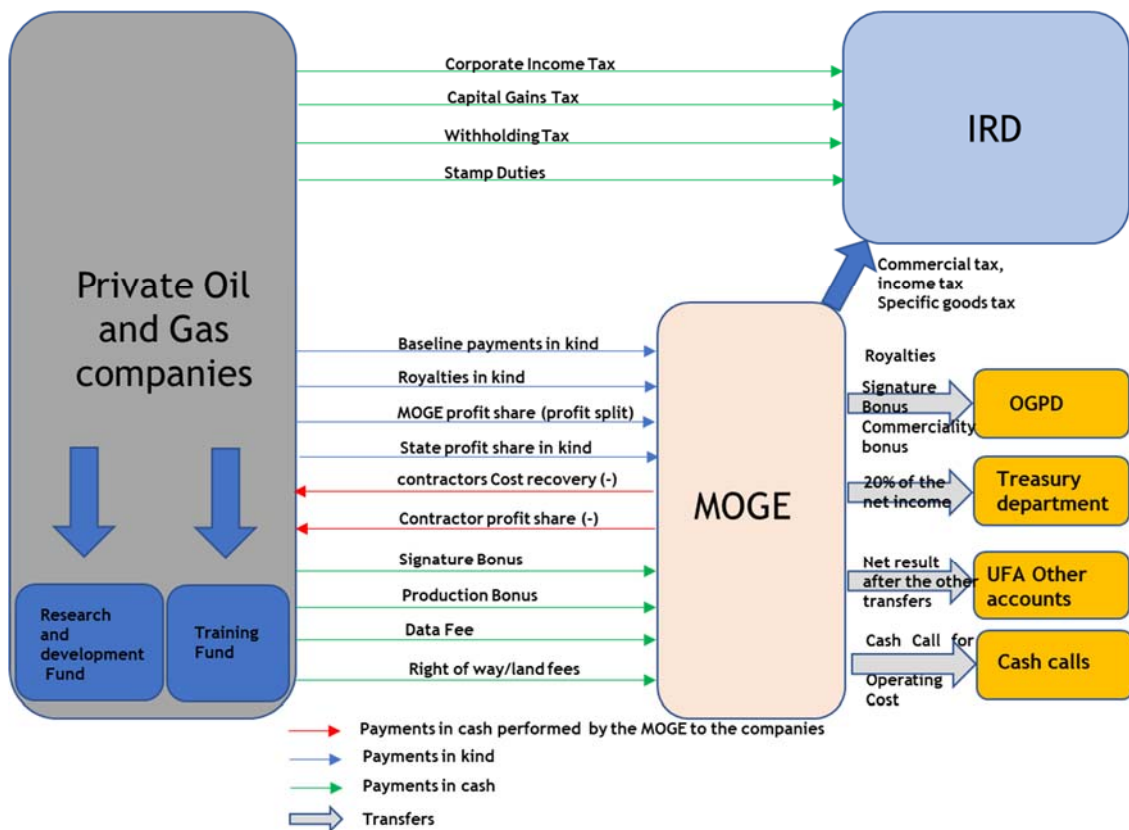 Corporate Income Tax
Capital Gains Tax
Withholding Tax
Stamp Duties
IRD
Private Oil
and Gas
companies
Commercial tax,
income tax
Specific goods tax
Baseline payments in kind
Royalties in kind
MOGE profit share (profit split)
State profit share in kind
contractors Cost recovery (-)
Contractor profit share (-)
Signature Bonus
Production Bonus
Data Fee
Right of way/land fees
MOGE
Royalties
Signature
Bonus
Commerciality
bonus
OGPD
20% of the
net income
Treasury
department
Net result
after the other
transfers
UFA Other
accounts
Cash Call for
Operating
Cost
Cash calls
Research
and
development
Fund
Training
Fund
Payments in cash performed by the MOGE to the companies
Payments in kind
Payments in cash
Transfers